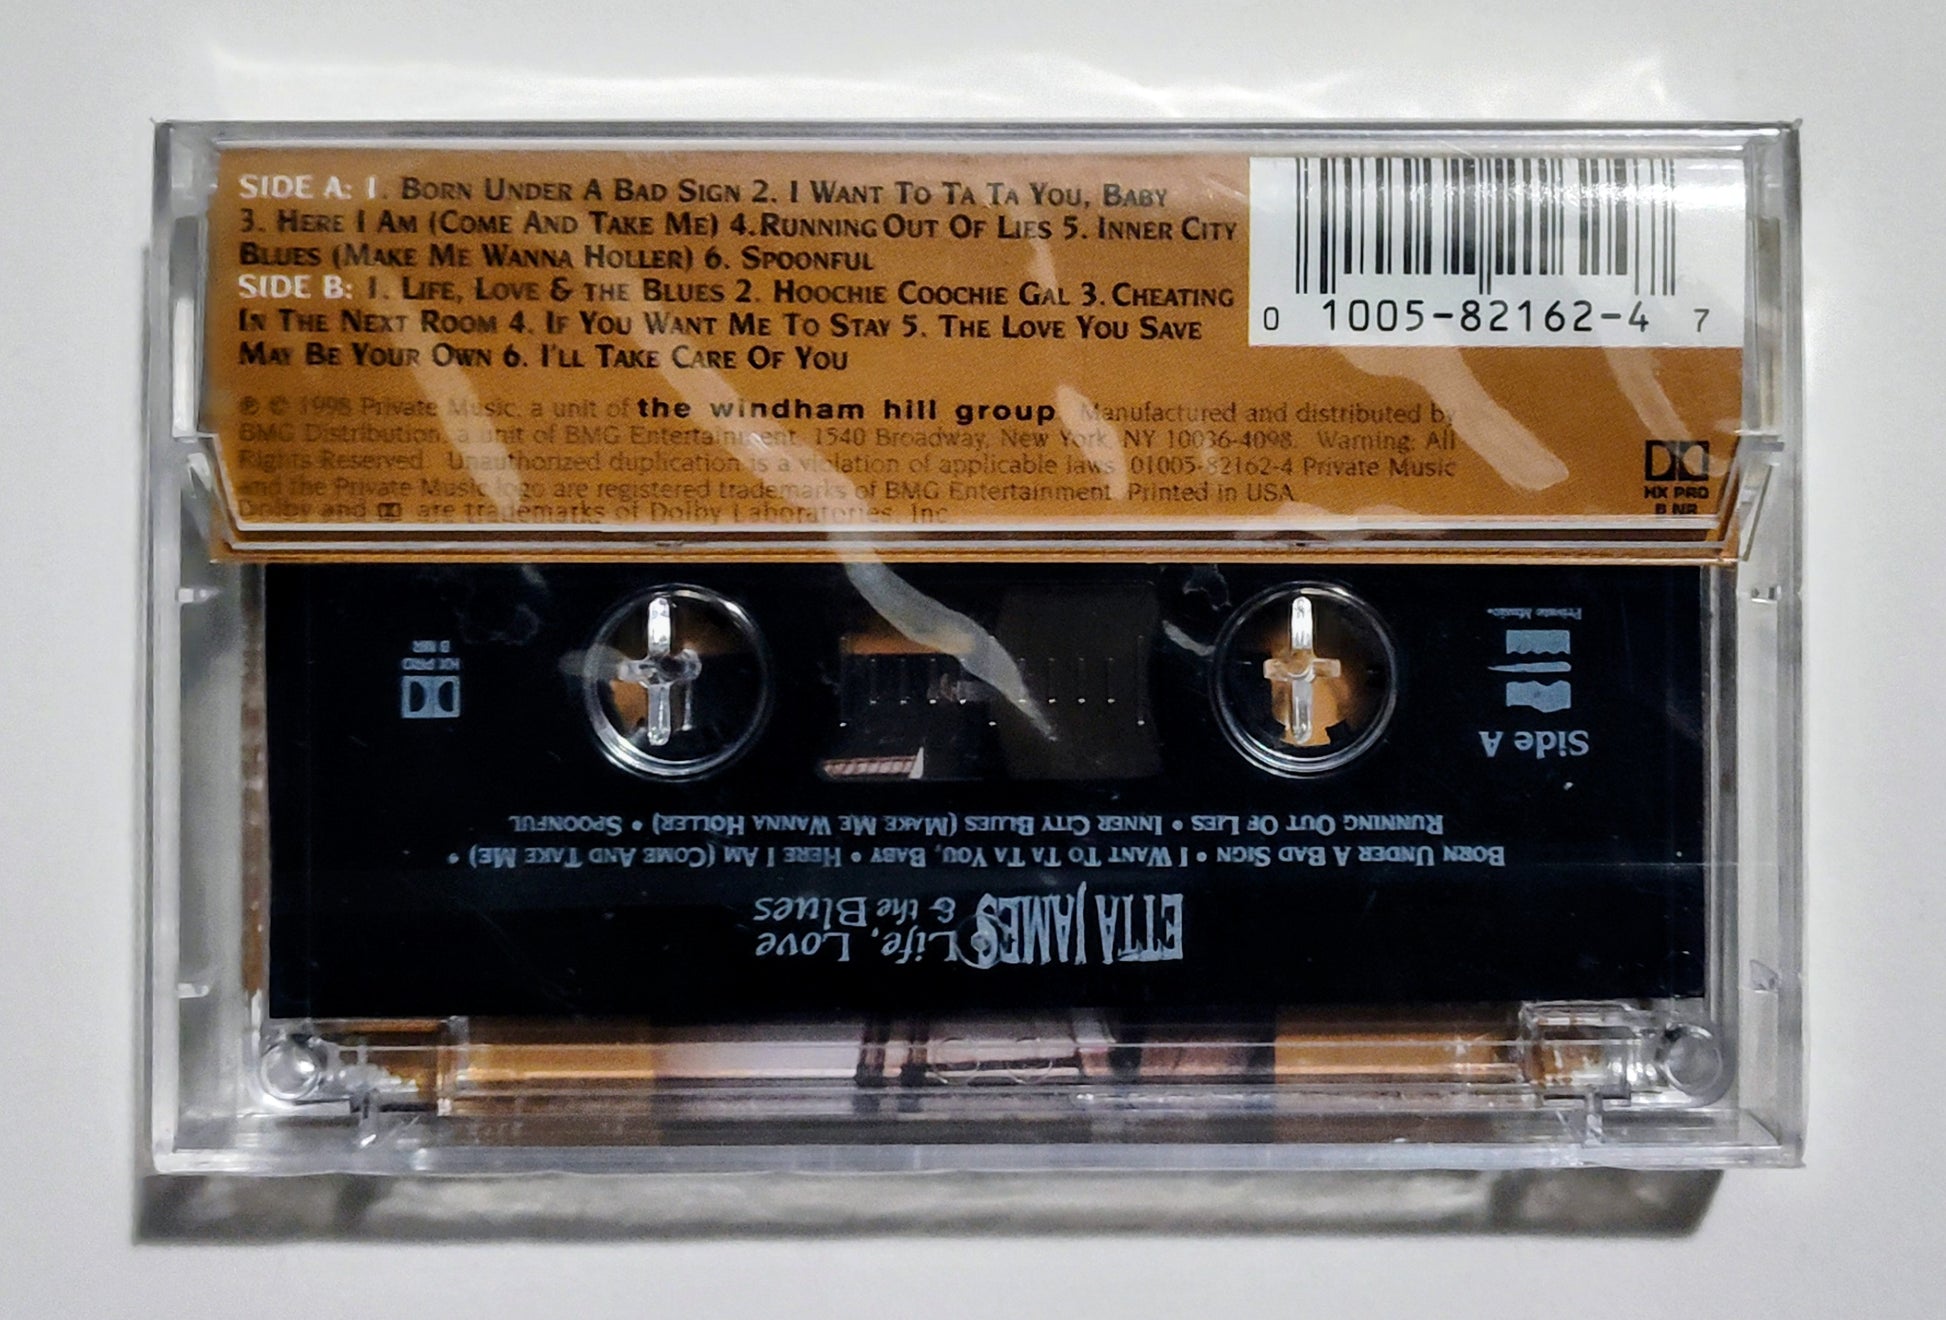 SIDE A: 1. BORN UNDER A BAD SIGN 2. I WANT TO TA TA YOU, BABY
3. HERE I AM (COME AND TAKE ME) 4.RUNNING OUT OF LIES 5. INNER CITY
BLUES (MAKE ME WANNA HOLLER) 6. SPOONFUL
SIDE B: 1. LIFE, LOVE & THE BLUES 2. HOOCHIE COOCHIE GAL 3. CHEATING
IN THE NEXT ROOM 4. IF YOU WANT ME TO STAY 5. THE LOVE YOU SAVE
MAY BE YOUR OWN 6. I'LL TAKE CARE OF YOU
0 1005-82162-4 7
℗ © 1998 Private Music, a unit of the windham hill group. Manufactured and distributed by
BMG Distribution, a unit of BMG Entertainment, 1540 Broadway, New York, NY 10036-4098. Warning: All
Rights Reserved. Unauthorized duplication is a violation of applicable laws. 01005-82162-4 Private Music
and the Private Music logo are registered trademarks of BMG Entertainment. Printed in USA.
Dolby and are trademarks of Dolby Laboratories, Inc.
HX PRO
B NR
ETTA JAMES Life, Love
& the Blues
BORN UNDER A BAD SIGN • I WANT TO TA TA YOU, BABY • HERE I AM (COME AND TAKE ME) •
RUNNING OUT OF LIES • INNER CITY BLUES (MAKE ME WANNA HOLLER) • SPOONFUL
Side A
Private Music.
HX PRO
B NR